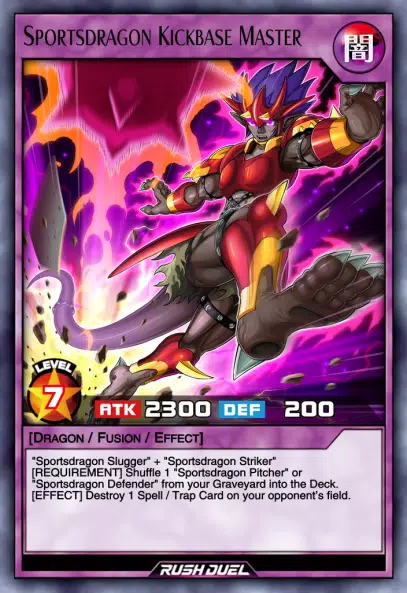 Sportsdragon Kickbase Master
闇
LEVEL
7
ATK 2300 DEF 200
[Dragon / Fusion / Effect]
"Sportsdragon Slugger" + "Sportsdragon Striker"
[REQUIREMENT] Shuffle 1 "Sportsdragon Pitcher" or
"Sportsdragon Defender" from your Graveyard into the Deck.
[EFFECT] Destroy 1 Spell / Trap Card on your opponent's field.
RUSH DUEL